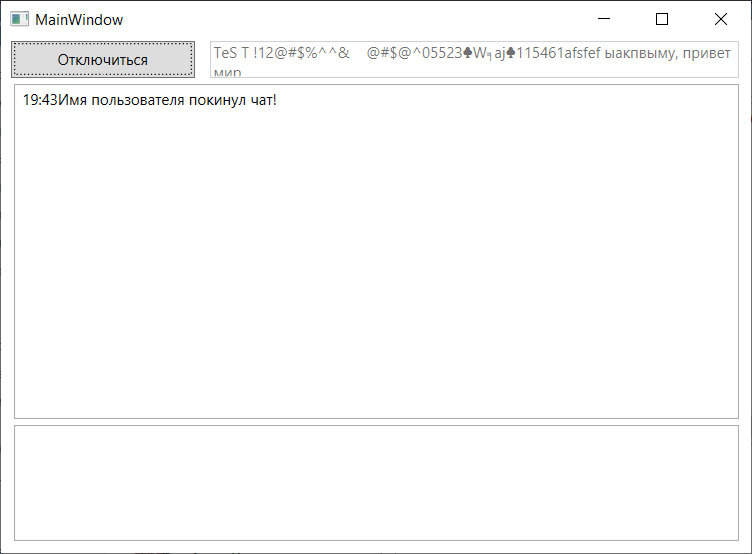 MainWindow
Отключиться
TeS T !12@#$%^^& @#$@^05523♠W╕aj♠115461afsfef ыакпвыму, привет
мир
19:43Имя пользователя покинул чат!